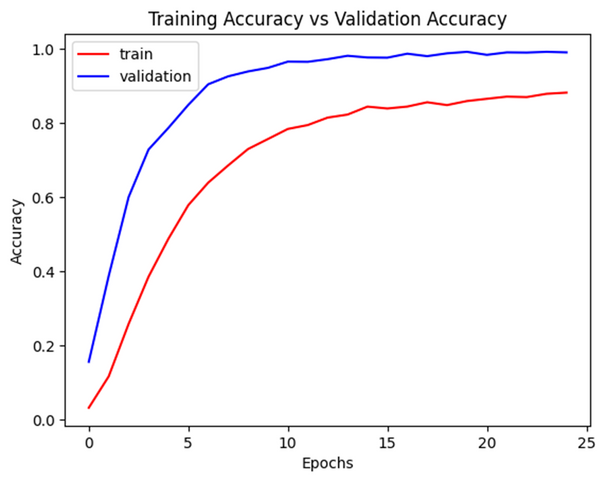 Training Accuracy vs Validation Accuracy
train
validation
Accuracy
1.0
0.8
0.6
0.4
0.2
0.0
0 5 10 15 20 25
Epochs